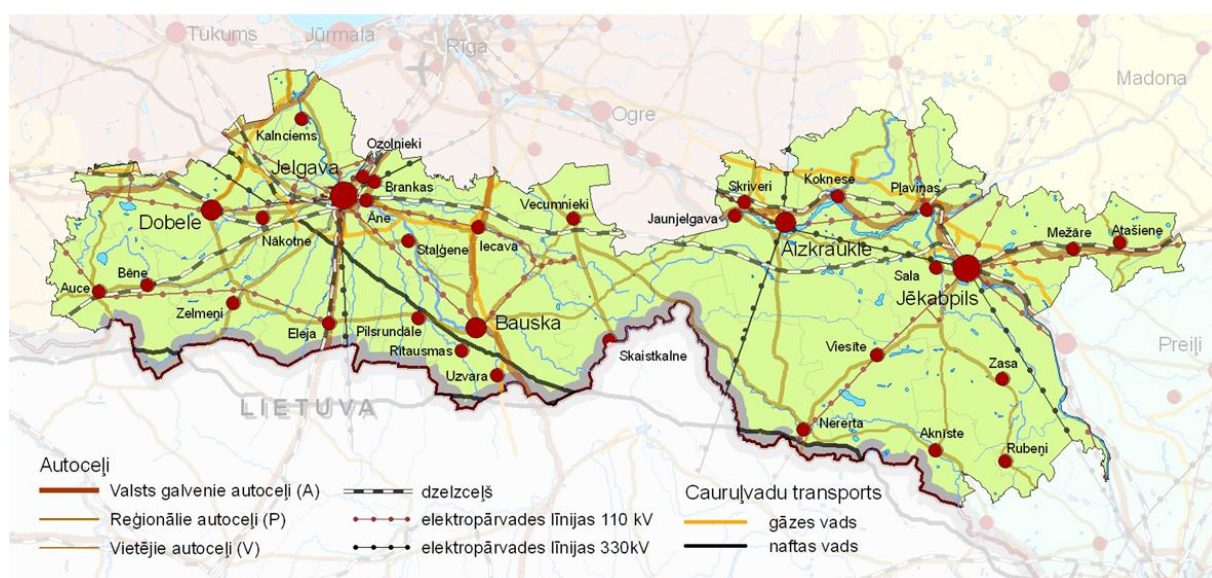 Tukums
Jūrmala
Rīga
Ogre
Madona
Kalnciems
Ozolnieki
Jelgava
Brankas
Skrīveri
Koknese
Pļaviņas
Dobele
Āne
Vecumnieki
Jaunjelgava
Aizkraukle
Mežāre
Atašiene
Nākotne
Iecava
Staļģene
Sala
Bēne
Jēkabpils
Auce
Zelmeņi
Eleja
Pilsrundāle
Bauska
Rītausmas
Skaistkalne
Viesīte
Preiļi
Uzvara
Zasa
LIETUVA
Nererta
Aknīste
Rubeņi
Autoceļi
Valsts galvenie autoceļi (A)
Reģionālie autoceļi (P)
Vietējie autoceļi (V)
dzelzceļš
elektropārvades līnijas 110 kV
elektropārvades līnijas 330kV
Cauruļvadu transports
gāzes vads
naftas vads